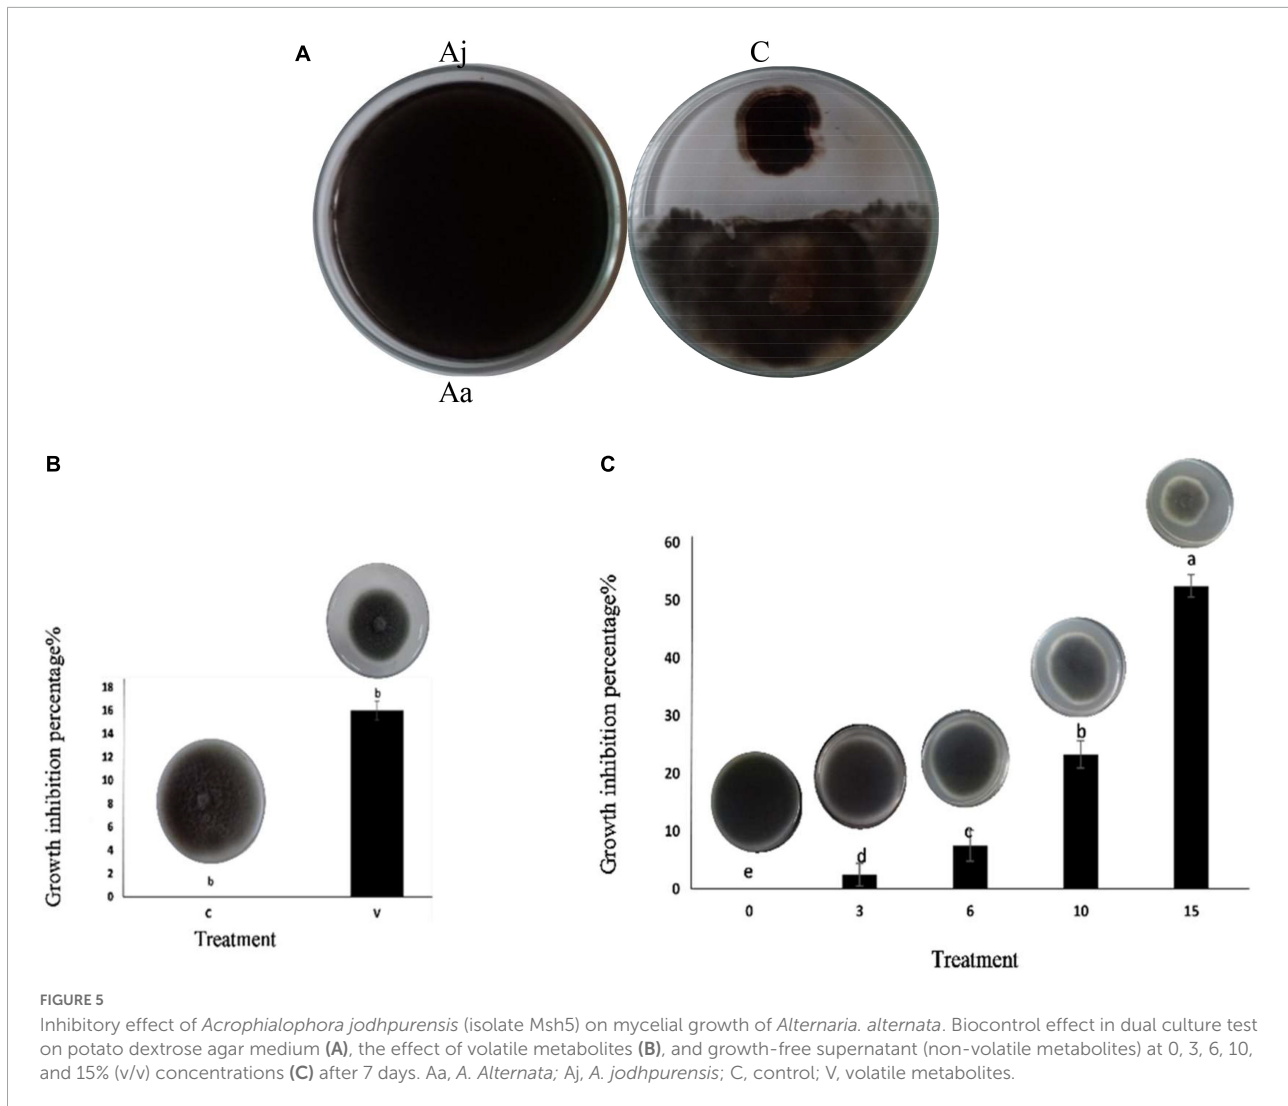 A
Aj
C
Aa
B
Growth inhibition percentage%
18
16
14
12
10
8
6
4
2
0
b
b
C
V
Treatment
C
Growth inhibition percentage%
60
50
40
30
20
10
0
e
d
c
b
a
0
3
6
10
15
Treatment
FIGURE 5
Inhibitory effect of Acrophialophora jodhpurensis (isolate Msh5) on mycelial growth of Alternaria. alternata. Biocontrol effect in dual culture test
on potato dextrose agar medium (A), the effect of volatile metabolites (B), and growth-free supernatant (non-volatile metabolites) at 0, 3, 6, 10,
and 15% (v/v) concentrations (C) after 7 days. Aa, A. Alternata; Aj, A. jodhpurensis; C, control; V, volatile metabolites.